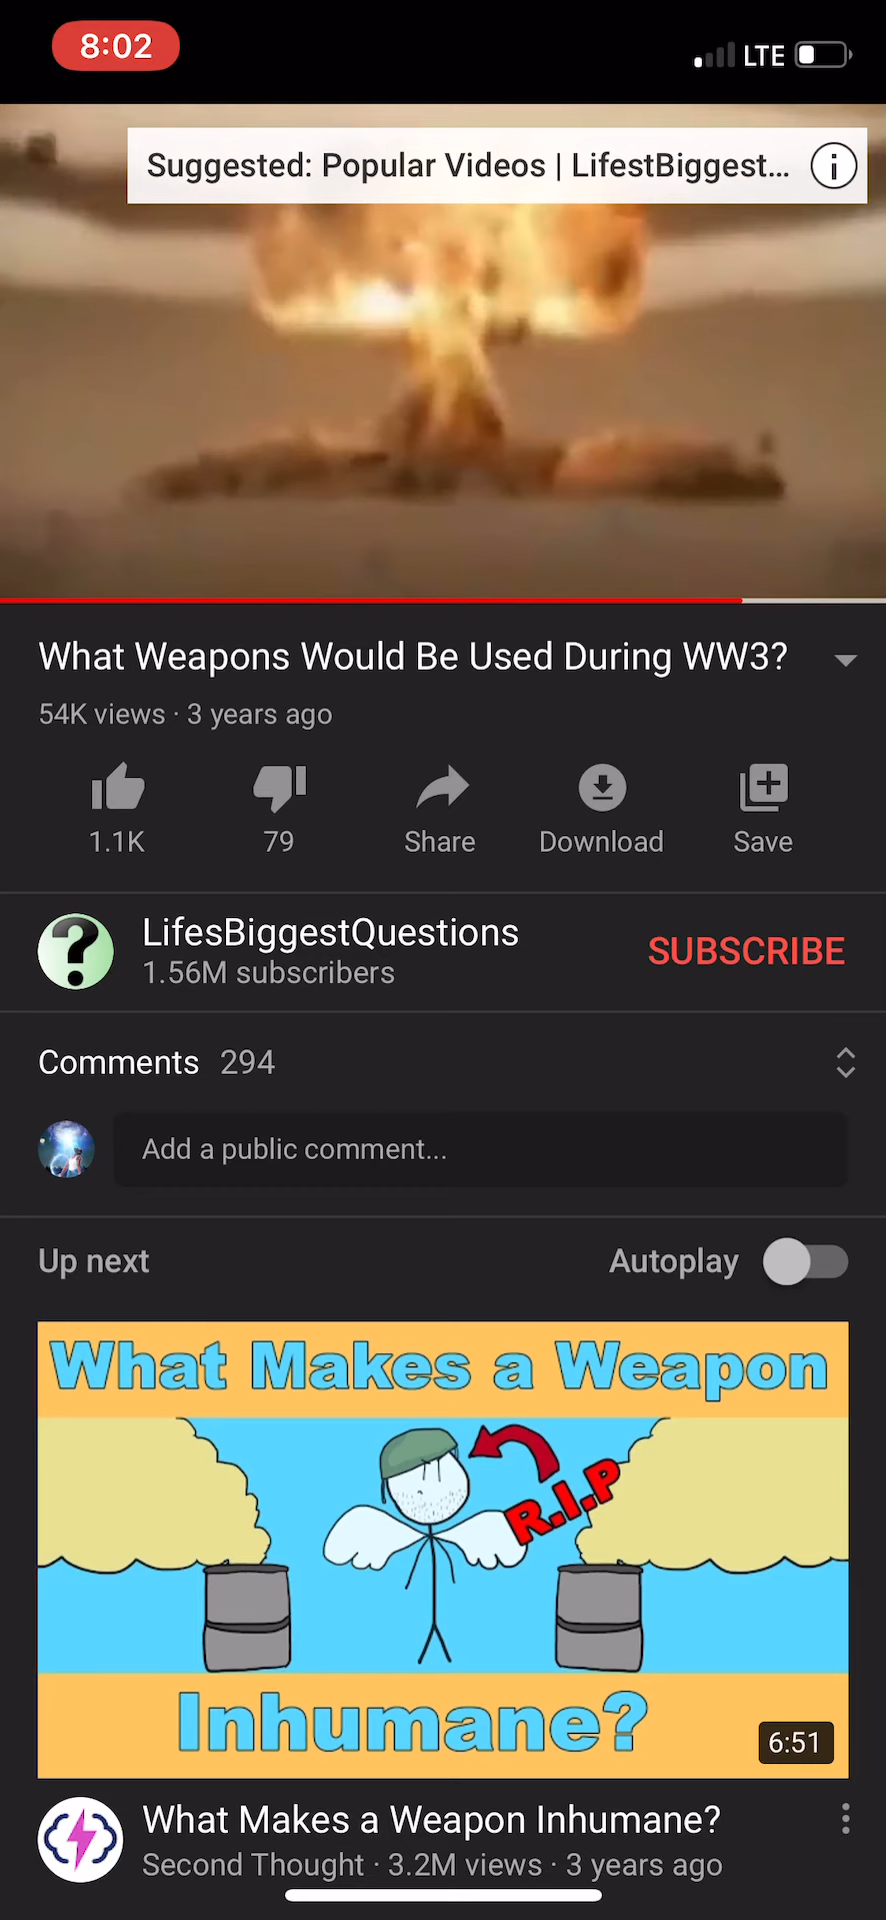 8:02
LTE
Suggested: Popular Videos | LifestBiggest...
What Weapons Would Be Used During WW3?
54K views · 3 years ago
1.1K
79
Share
Download
Save
LifesBiggestQuestions
1.56M subscribers
SUBSCRIBE
Comments 294
Add a public comment...
Up next
Autoplay
What Makes a Weapon
R.I.P
Inhumane?
6:51
What Makes a Weapon Inhumane?
Second Thought · 3.2M views · 3 years ago